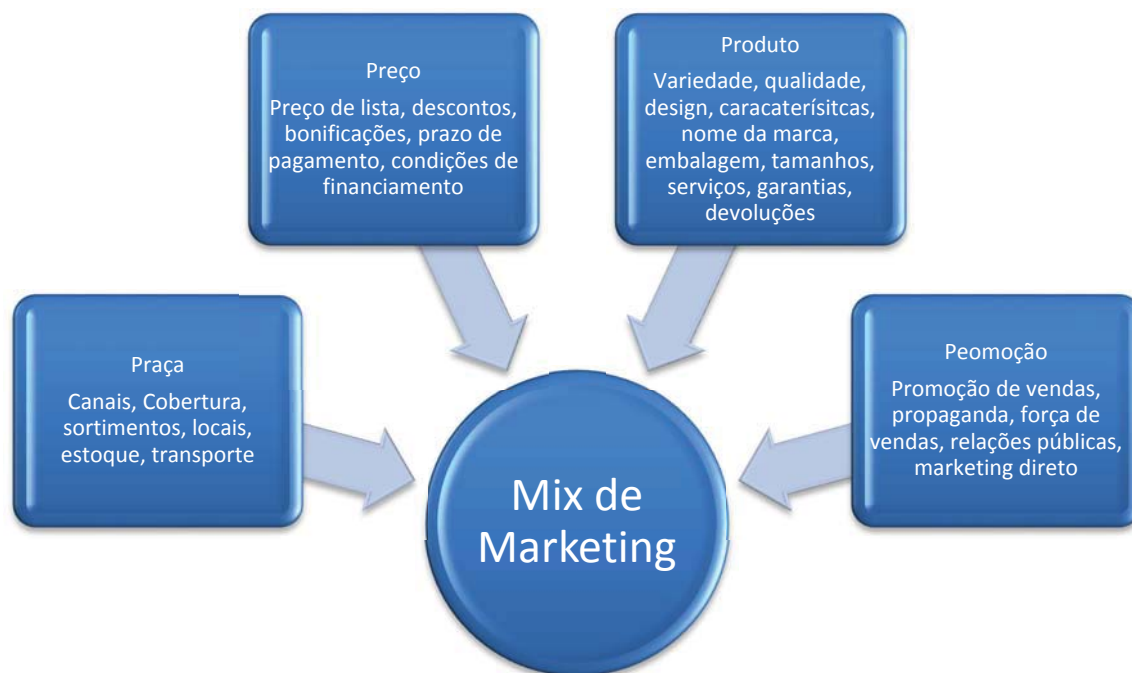 Preço
Preço de lista, descontos,
bonificações, prazo de
pagamento, condições de
financiamento
Produto
Variedade, qualidade,
design, caracaterísitcas,
nome da marca,
embalagem, tamanhos,
serviços, garantias,
devoluções
Praça
Canais, Cobertura,
sortimentos, locais,
estoque, transporte
Peomoção
Promoção de vendas,
propaganda, força de
vendas, relações públicas,
marketing direto
Mix de
Marketing